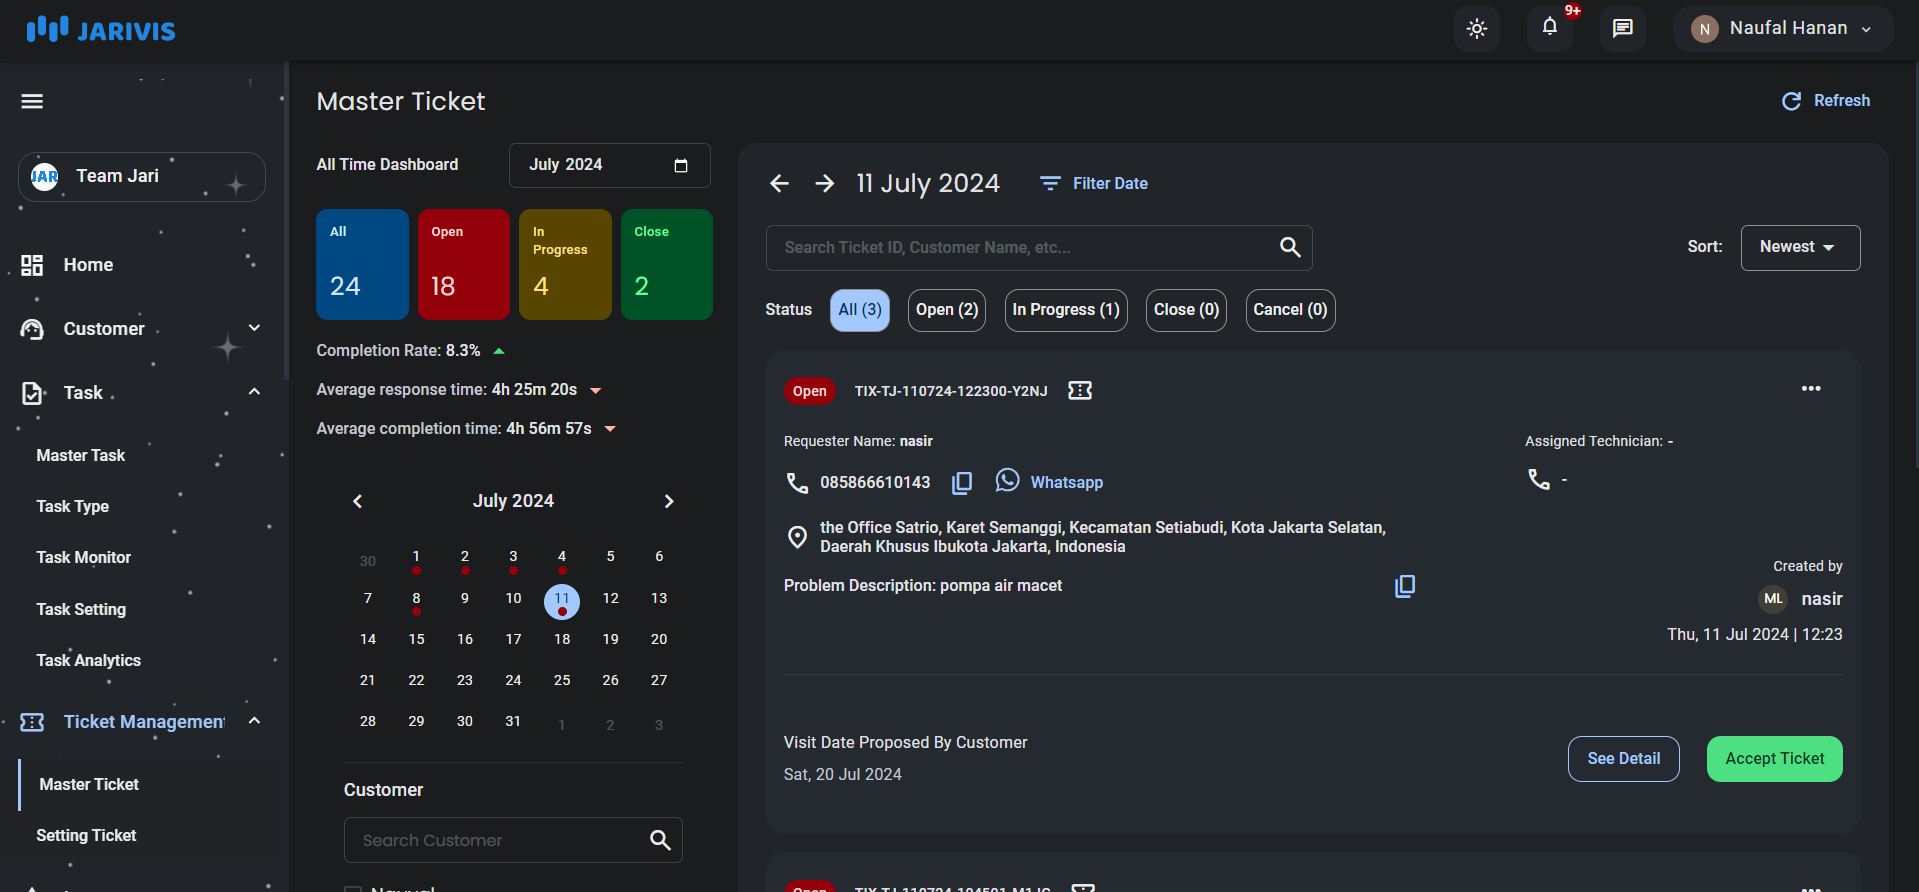 JARIVIS
9+
N Naufal Hanan
Team Jari
Home
Customer
Task
Master Task
Task Type
Task Monitor
Task Setting
Task Analytics
Ticket Management
Master Ticket
Setting Ticket
Master Ticket
Refresh
All Time Dashboard
July 2024
All
24
Open
18
In
Progress
4
Close
2
Completion Rate: 8.3%
Average response time: 4h 25m 20s
Average completion time: 4h 56m 57s
July 2024
30 1 2 3 4 5 6
7 8 9 10 11 12 13
14 15 16 17 18 19 20
21 22 23 24 25 26 27
28 29 30 31 1 2 3
Customer
Search Customer
11 July 2024
Filter Date
Search Ticket ID, Customer Name, etc...
Sort: Newest
Status All (3) Open (2) In Progress (1) Close (0) Cancel (0)
Open TIX-TJ-110724-122300-Y2NJ
Requester Name: nasir
Assigned Technician: -
085866610143 Whatsapp
-
the Office Satrio, Karet Semanggi, Kecamatan Setiabudi, Kota Jakarta Selatan,
Daerah Khusus Ibukota Jakarta, Indonesia
Problem Description: pompa air macet
Created by
ML nasir
Thu, 11 Jul 2024 | 12:23
Visit Date Proposed By Customer
Sat, 20 Jul 2024
See Detail
Accept Ticket
Open